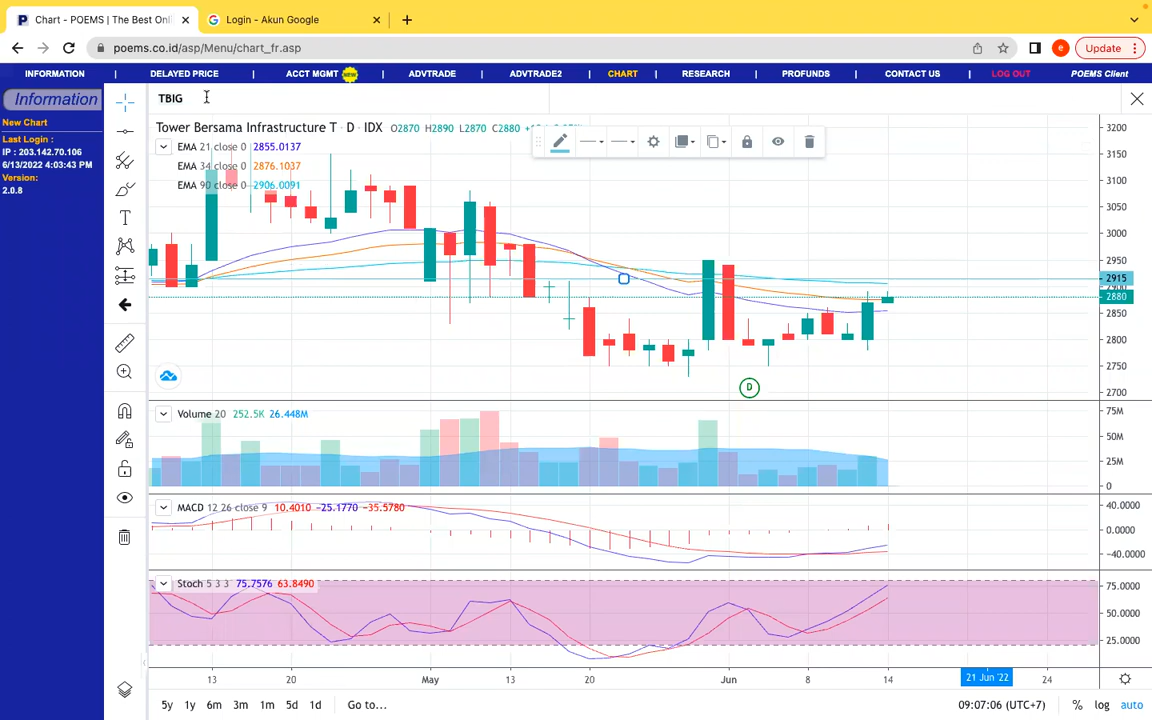 Chart - POEMS | The Best Onl
Login - Akun Google
poems.co.id/asp/Menu/chart_fr.asp
e
Update
INFORMATION | DELAYED PRICE | ACCT MGMT NEW | ADVTRADE | ADVTRADE2 | CHART | RESEARCH | PROFUNDS | CONTACT US | LOG OUT POEMS Client
Information
New Chart
Last Login :
IP : 203.142.70.106
6/13/2022 4:03:43 PM
Version:
2.0.8
TBIG
Tower Bersama Infrastructure T · D · IDX O2870 H2890 L2870 C2880
EMA 21 close 0 2855.0137
EMA 34 close 0 2876.1037
EMA 90 close 0 2906.0091
3200
3150
3100
3050
3000
2950
2915
2900
2880
2850
2800
2750
2700
D
Volume 20 252.5K 26.448M
75M
50M
25M
0
MACD 12 26 close 9 10.4010 −25.1770 −35.5780
40.0000
0.0000
−40.0000
Stoch 5 3 3 75.7576 63.8490
75.0000
50.0000
25.0000
13 20 May 13 20 Jun 8 14 21 Jun '22 24
5y 1y 6m 3m 1m 5d 1d Go to... 09:07:06 (UTC+7) % log auto